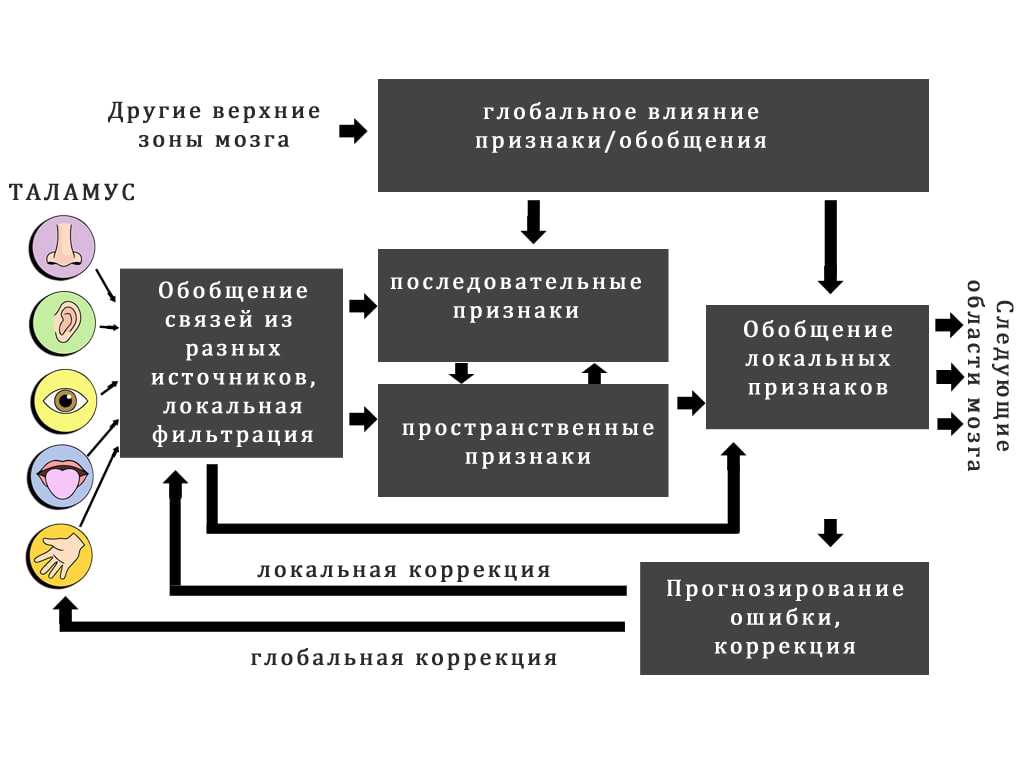 Другие верхние
зоны мозга
глобальное влияние
признаки/обобщения
ТАЛАМУС
Обобщение
связей из
разных
источников,
локальная
фильтрация
последовательные
признаки
пространственные
признаки
Обобщение
локальных
признаков
Следующие
области мозга
локальная коррекция
глобальная коррекция
Прогнозирование
ошибки,
коррекция